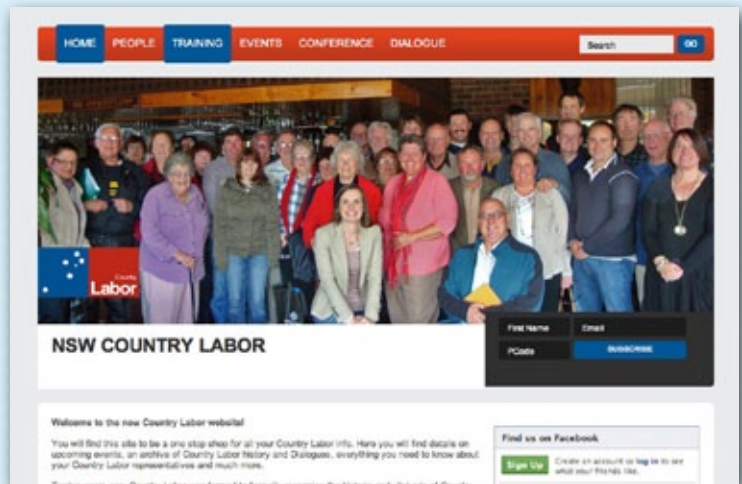 HOME PEOPLE TRAINING EVENTS CONFERENCE DIALOGUE Search GO
Country
Labor
First Name Email
PCode SUBSCRIBE
NSW COUNTRY LABOR
Welcome to the new Country Labor website!
You will find this site to be a one stop shop for all your Country Labor info. Here you will find details on
upcoming events, an archive of Country Labor history and Dialogues, everything you need to know about
your Country Labor representatives and much more.
Find us on Facebook
Sign Up Create an account or log in to see
what your friends like.